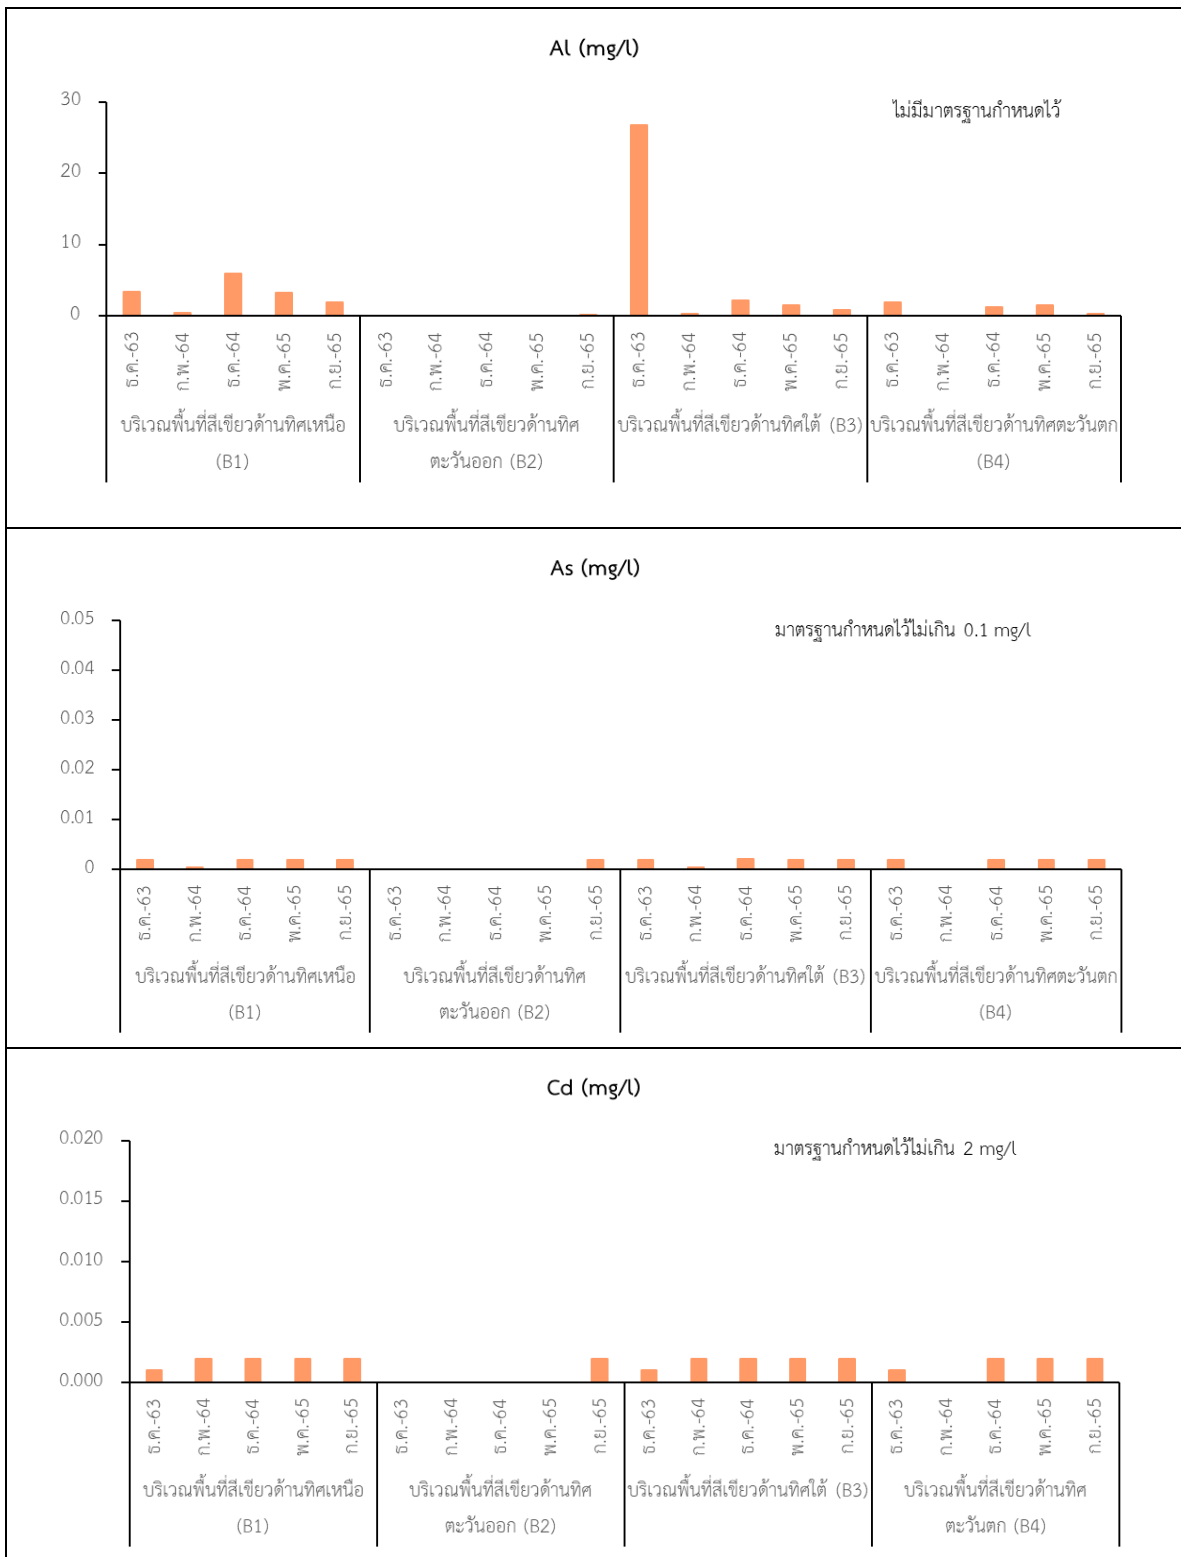 Al (mg/l)
ไม่มีมาตรฐานกำหนดไว้
30
20
10
0
ธ.ค.-63 ก.พ.-64 ธ.ค.-64 พ.ค.-65 ก.ย.-65 ธ.ค.-63 ก.พ.-64 ธ.ค.-64 พ.ค.-65 ก.ย.-65 ธ.ค.-63 ก.พ.-64 ธ.ค.-64 พ.ค.-65 ก.ย.-65 ธ.ค.-63 ก.พ.-64 ธ.ค.-64 พ.ค.-65 ก.ย.-65
บริเวณพื้นที่สีเขียวด้านทิศเหนือ บริเวณพื้นที่สีเขียวด้านทิศ บริเวณพื้นที่สีเขียวด้านทิศใต้ (B3) บริเวณพื้นที่สีเขียวด้านทิศตะวันตก
(B1) ตะวันออก (B2) (B4)
As (mg/l)
มาตรฐานกำหนดไว้ไม่เกิน 0.1 mg/l
0.05
0.04
0.03
0.02
0.01
0
ธ.ค.-63 ก.พ.-64 ธ.ค.-64 พ.ค.-65 ก.ย.-65 ธ.ค.-63 ก.พ.-64 ธ.ค.-64 พ.ค.-65 ก.ย.-65 ธ.ค.-63 ก.พ.-64 ธ.ค.-64 พ.ค.-65 ก.ย.-65 ธ.ค.-63 ก.พ.-64 ธ.ค.-64 พ.ค.-65 ก.ย.-65
บริเวณพื้นที่สีเขียวด้านทิศเหนือ บริเวณพื้นที่สีเขียวด้านทิศ บริเวณพื้นที่สีเขียวด้านทิศใต้ (B3) บริเวณพื้นที่สีเขียวด้านทิศตะวันตก
(B1) ตะวันออก (B2) (B4)
Cd (mg/l)
มาตรฐานกำหนดไว้ไม่เกิน 2 mg/l
0.020
0.015
0.010
0.005
0.000
ธ.ค.-63 ก.พ.-64 ธ.ค.-64 พ.ค.-65 ก.ย.-65 ธ.ค.-63 ก.พ.-64 ธ.ค.-64 พ.ค.-65 ก.ย.-65 ธ.ค.-63 ก.พ.-64 ธ.ค.-64 พ.ค.-65 ก.ย.-65 ธ.ค.-63 ก.พ.-64 ธ.ค.-64 พ.ค.-65 ก.ย.-65
บริเวณพื้นที่สีเขียวด้านทิศเหนือ บริเวณพื้นที่สีเขียวด้านทิศ บริเวณพื้นที่สีเขียวด้านทิศใต้ (B3) บริเวณพื้นที่สีเขียวด้านทิศ
(B1) ตะวันออก (B2) ตะวันตก (B4)